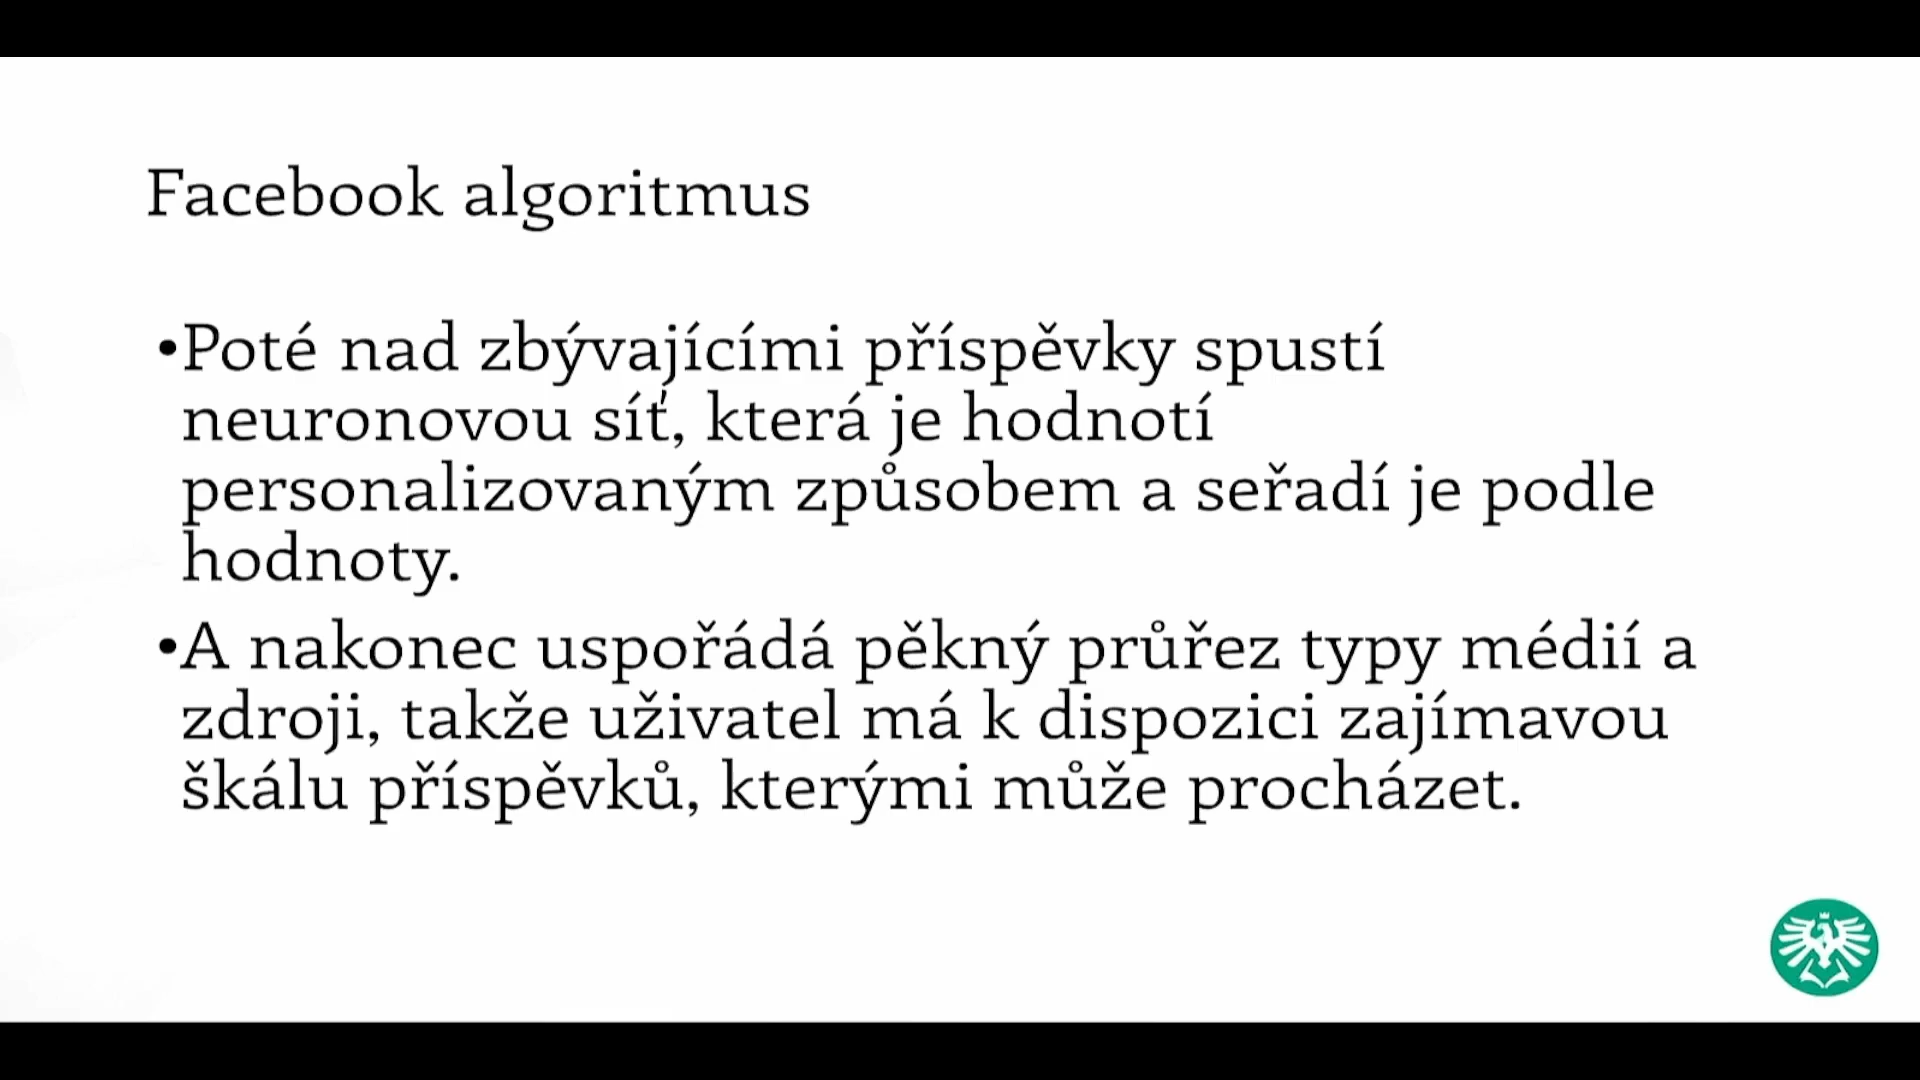 Facebook algoritmus
•Poté nad zbývajícími příspěvky spustí
neuronovou síť, která je hodnotí
personalizovaným způsobem a seřadí je podle
hodnoty.
•A nakonec uspořádá pěkný průřez typy médií a
zdroji, takže uživatel má k dispozici zajímavou
škálu příspěvků, kterými může procházet.